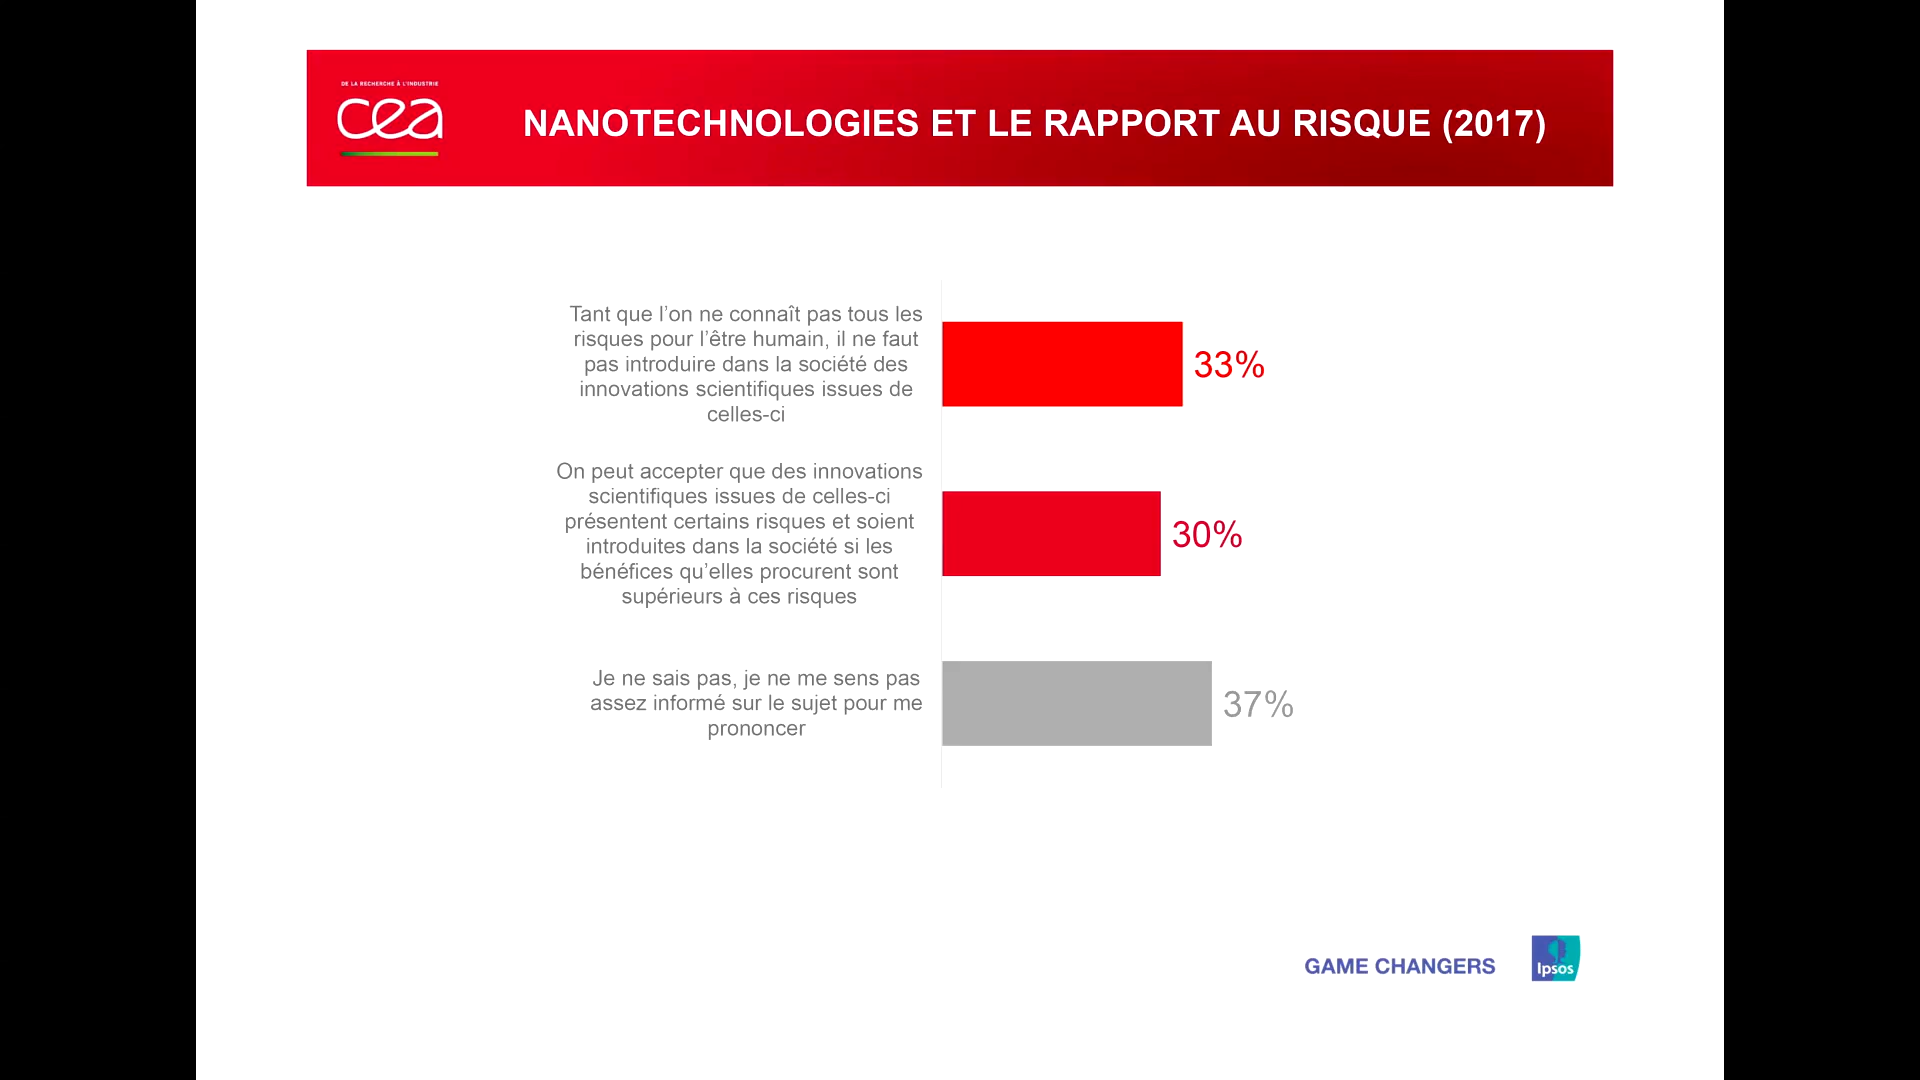 DE LA RECHERCHE À L'INDUSTRIE
cea
NANOTECHNOLOGIES ET LE RAPPORT AU RISQUE (2017)
Tant que l’on ne connaît pas tous les
risques pour l’être humain, il ne faut
pas introduire dans la société des
innovations scientifiques issues de
celles-ci
33%
On peut accepter que des innovations
scientifiques issues de celles-ci
présentent certains risques et soient
introduites dans la société si les
bénéfices qu’elles procurent sont
supérieurs à ces risques
30%
Je ne sais pas, je ne me sens pas
assez informé sur le sujet pour me
prononcer
37%
GAME CHANGERS
Ipsos